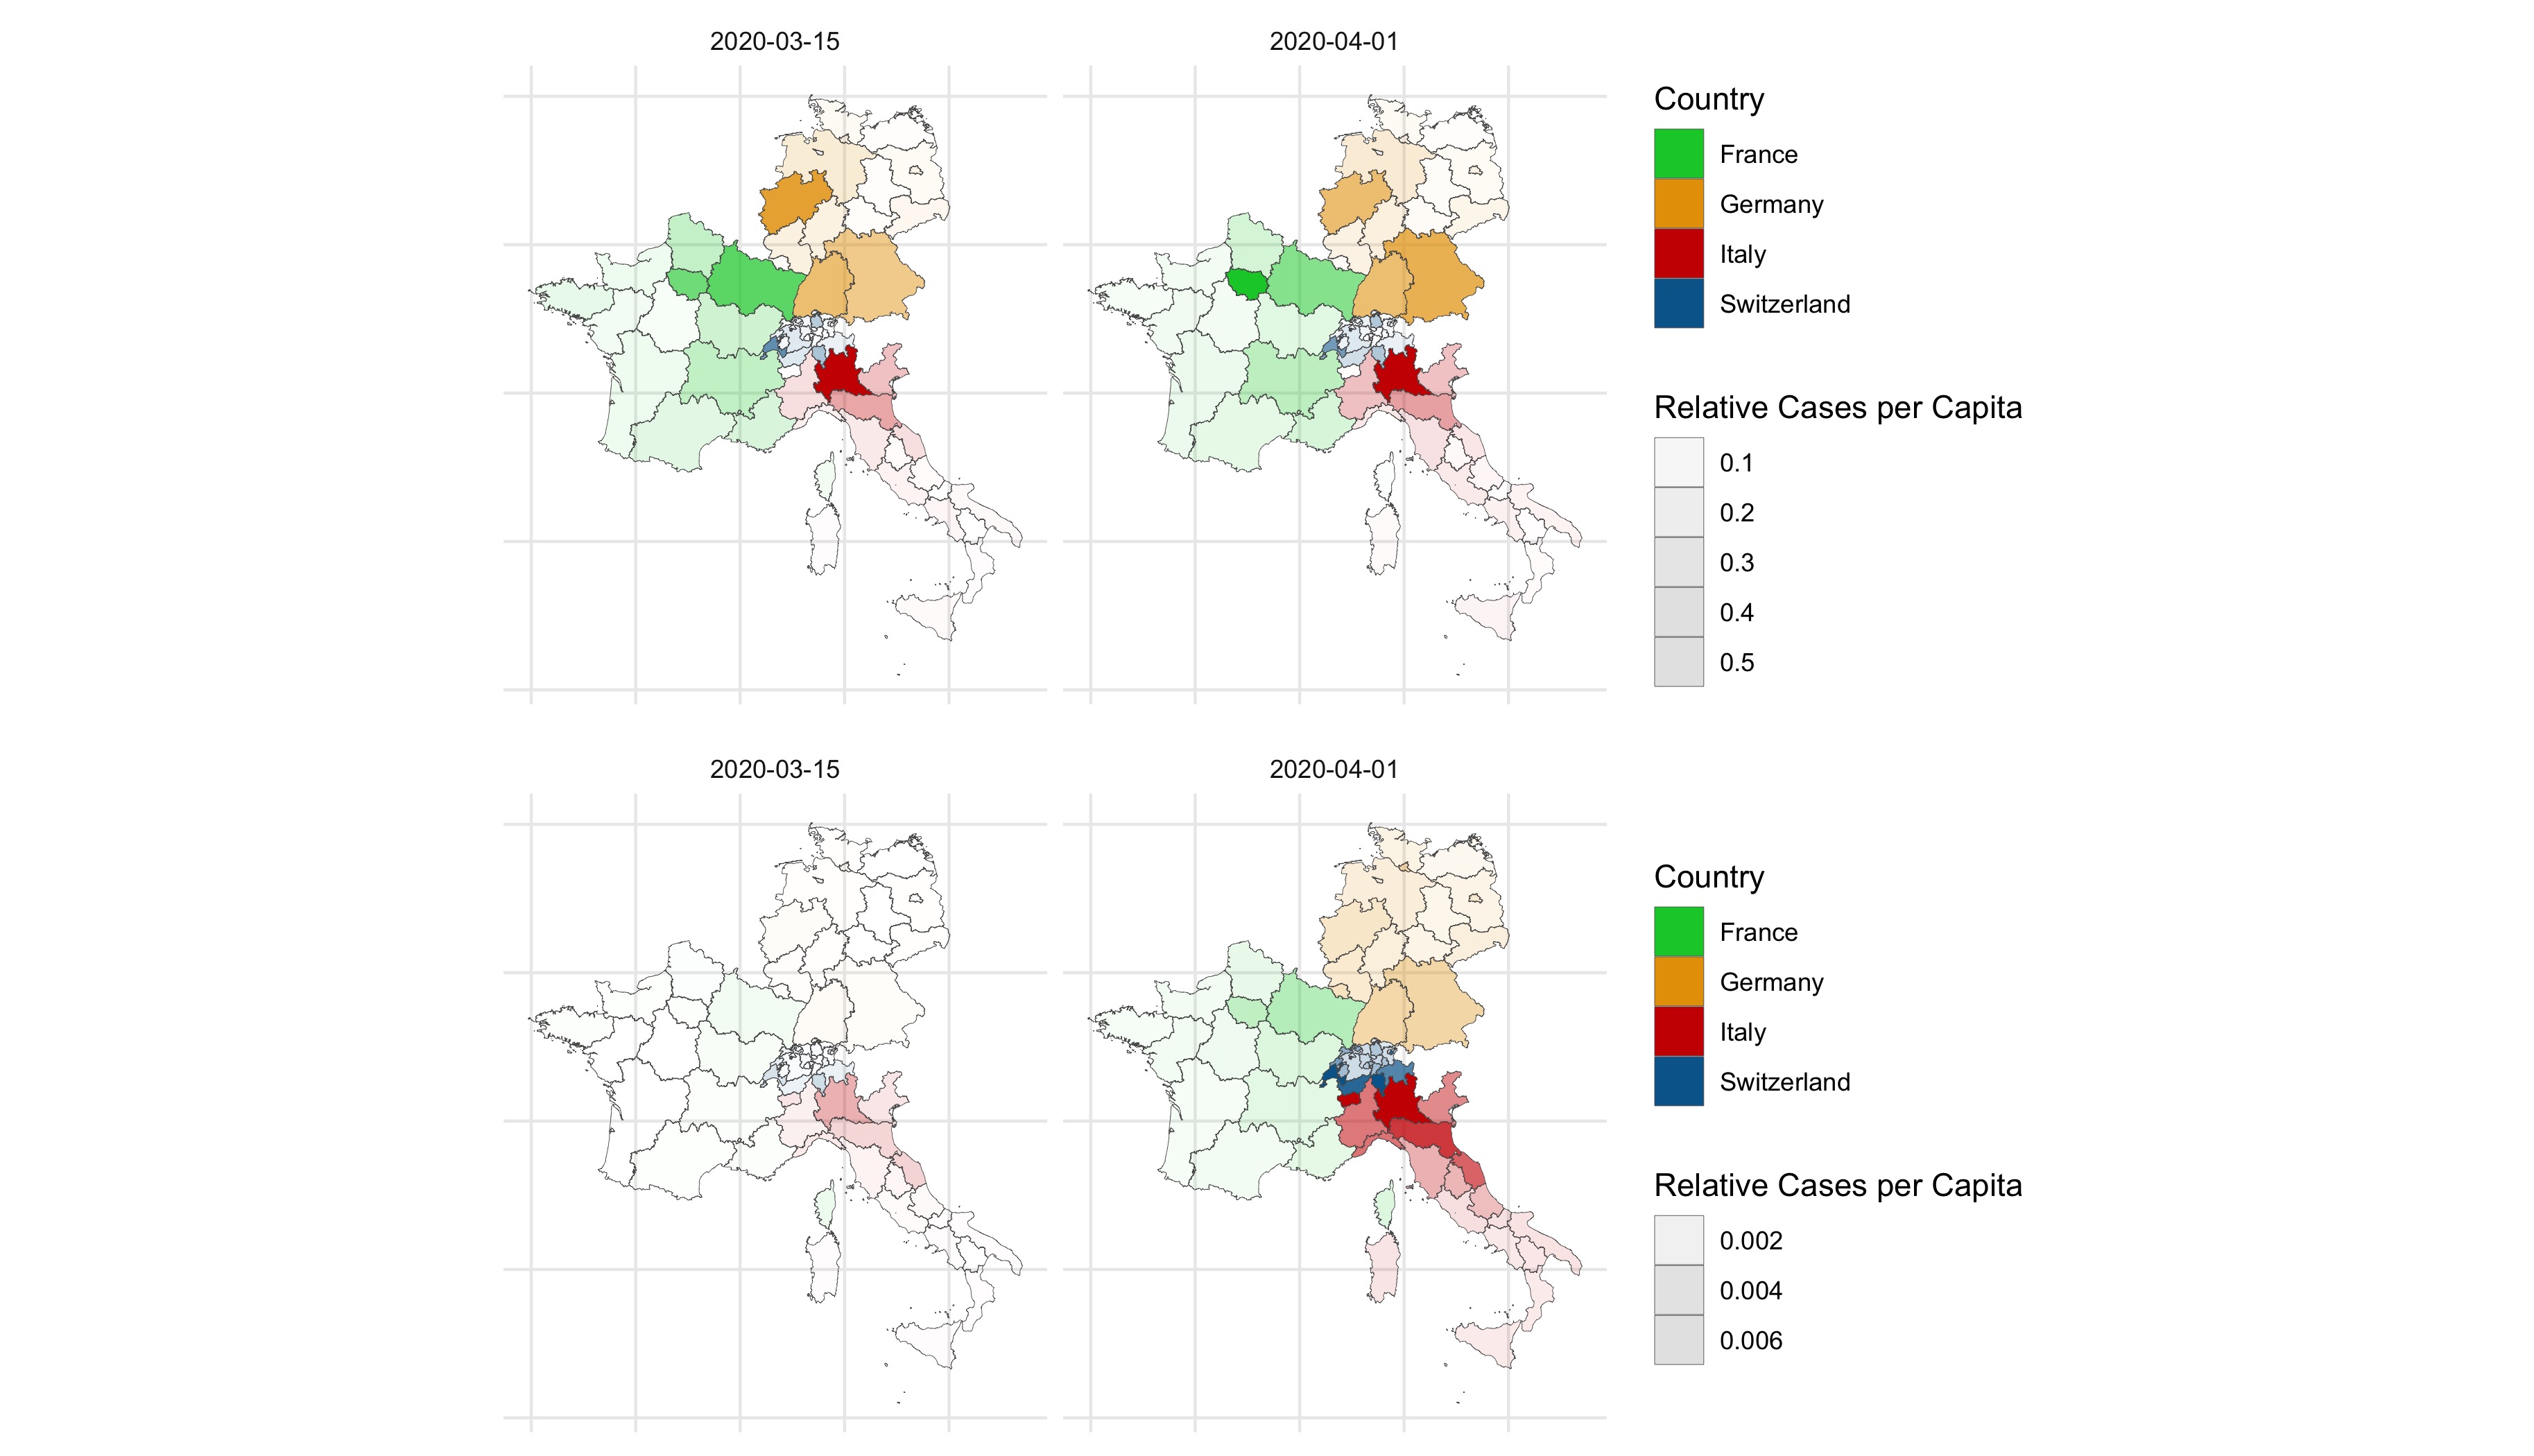 2020-03-15
2020-04-01
Country
France
Germany
Italy
Switzerland
Relative Cases per Capita
0.1
0.2
0.3
0.4
0.5
2020-03-15
2020-04-01
Country
France
Germany
Italy
Switzerland
Relative Cases per Capita
0.002
0.004
0.006